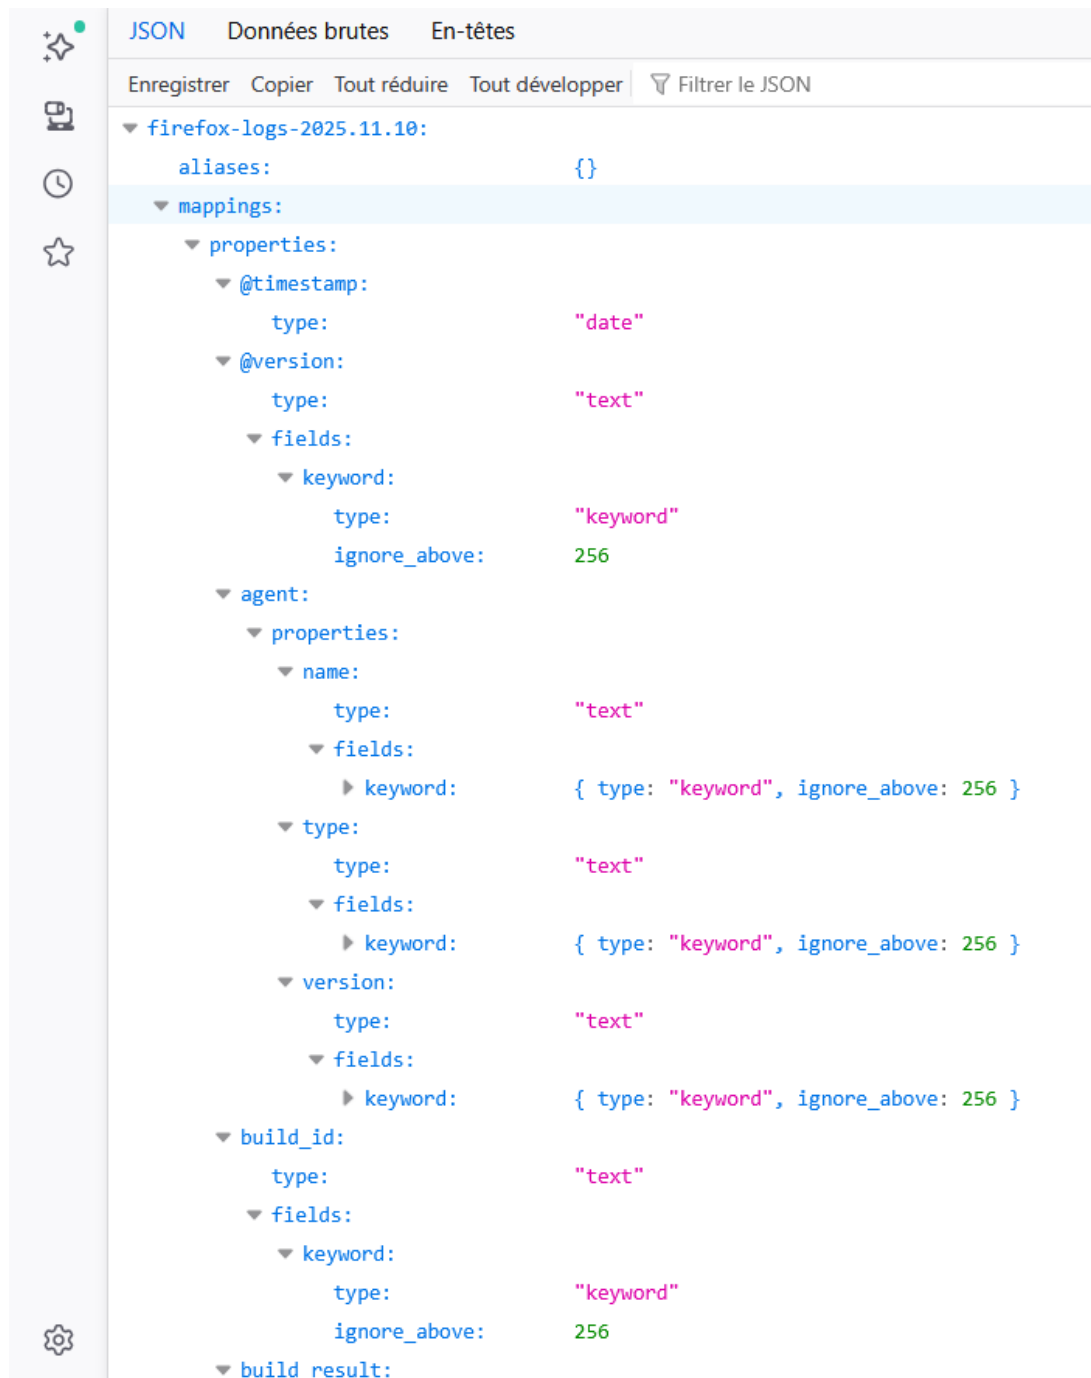 JSON Données brutes En-têtes
Enregistrer Copier Tout réduire Tout développer Filtrer le JSON
firefox-logs-2025.11.10:
aliases: {}
mappings:
properties:
@timestamp:
type: "date"
@version:
type: "text"
fields:
keyword:
type: "keyword"
ignore_above: 256
agent:
properties:
name:
type: "text"
fields:
keyword: { type: "keyword", ignore_above: 256 }
type:
type: "text"
fields:
keyword: { type: "keyword", ignore_above: 256 }
version:
type: "text"
fields:
keyword: { type: "keyword", ignore_above: 256 }
build_id:
type: "text"
fields:
keyword:
type: "keyword"
ignore_above: 256
build_result: